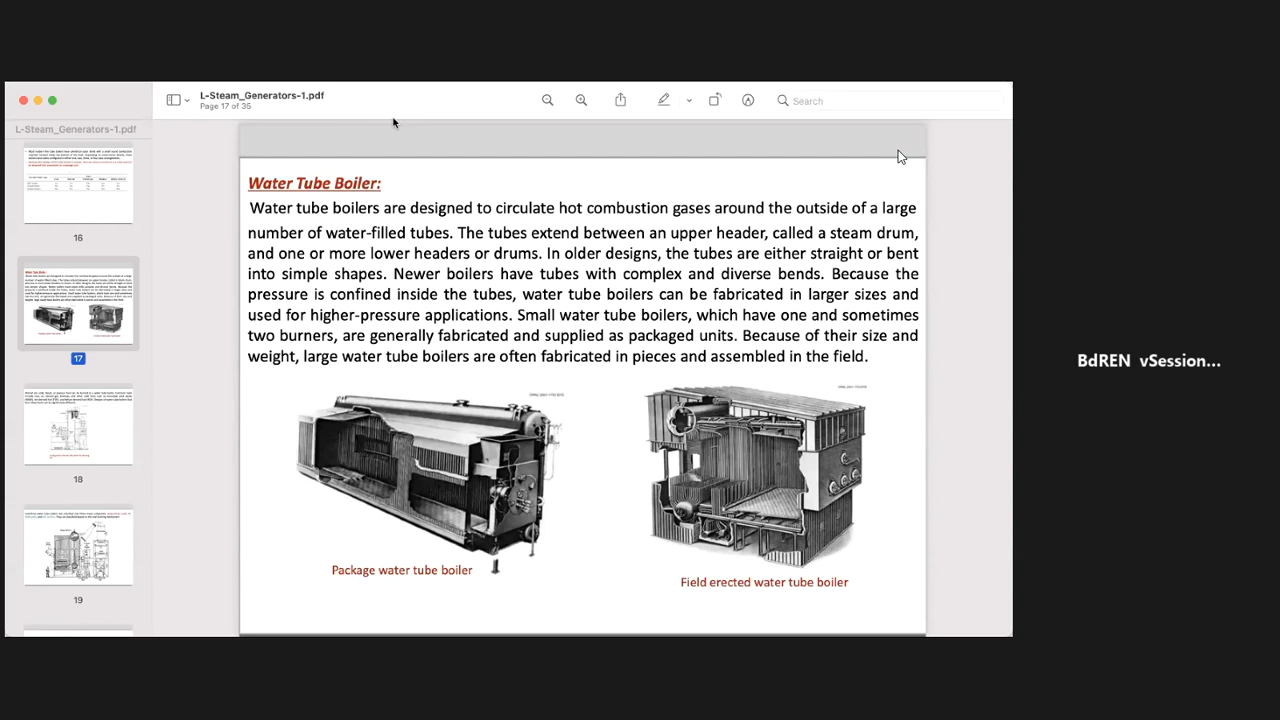 L-Steam_Generators-1.pdf
Page 17 of 35
Search
L-Steam_Generators-1.pdf
16
17
18
19
Water Tube Boiler:
Water tube boilers are designed to circulate hot combustion gases around the outside of a large
number of water-filled tubes. The tubes extend between an upper header, called a steam drum,
and one or more lower headers or drums. In older designs, the tubes are either straight or bent
into simple shapes. Newer boilers have tubes with complex and diverse bends. Because the
pressure is confined inside the tubes, water tube boilers can be fabricated in larger sizes and
used for higher-pressure applications. Small water tube boilers, which have one and sometimes
two burners, are generally fabricated and supplied as packaged units. Because of their size and
weight, large water tube boilers are often fabricated in pieces and assembled in the field.
Package water tube boiler
Field erected water tube boiler
BdREN vSession...